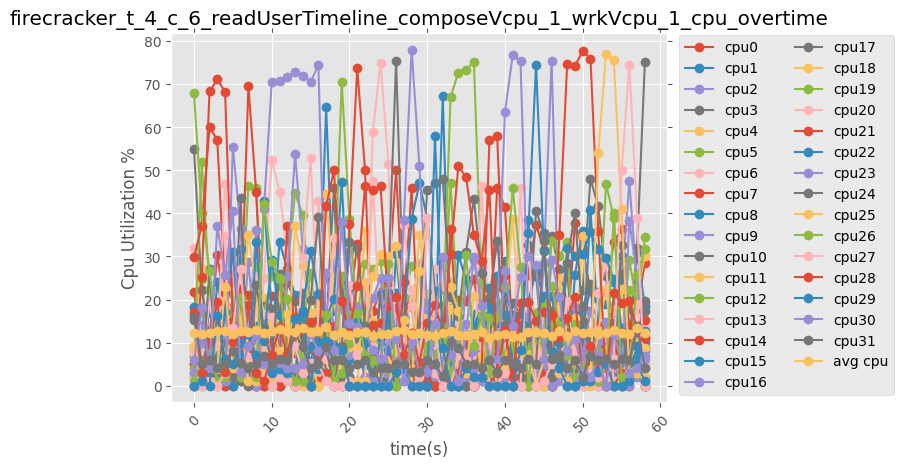 firecracker_t_4_c_6_readUserTimeline_composeVcpu_1_wrkVcpu_1_cpu_overtime
80
70
60
50
40
30
20
10
0
Cpu Utilization %
0
10
20
30
40
50
60
time(s)
cpu0
cpu1
cpu2
cpu3
cpu4
cpu5
cpu6
cpu7
cpu8
cpu9
cpu10
cpu11
cpu12
cpu13
cpu14
cpu15
cpu16
cpu17
cpu18
cpu19
cpu20
cpu21
cpu22
cpu23
cpu24
cpu25
cpu26
cpu27
cpu28
cpu29
cpu30
cpu31
avg cpu